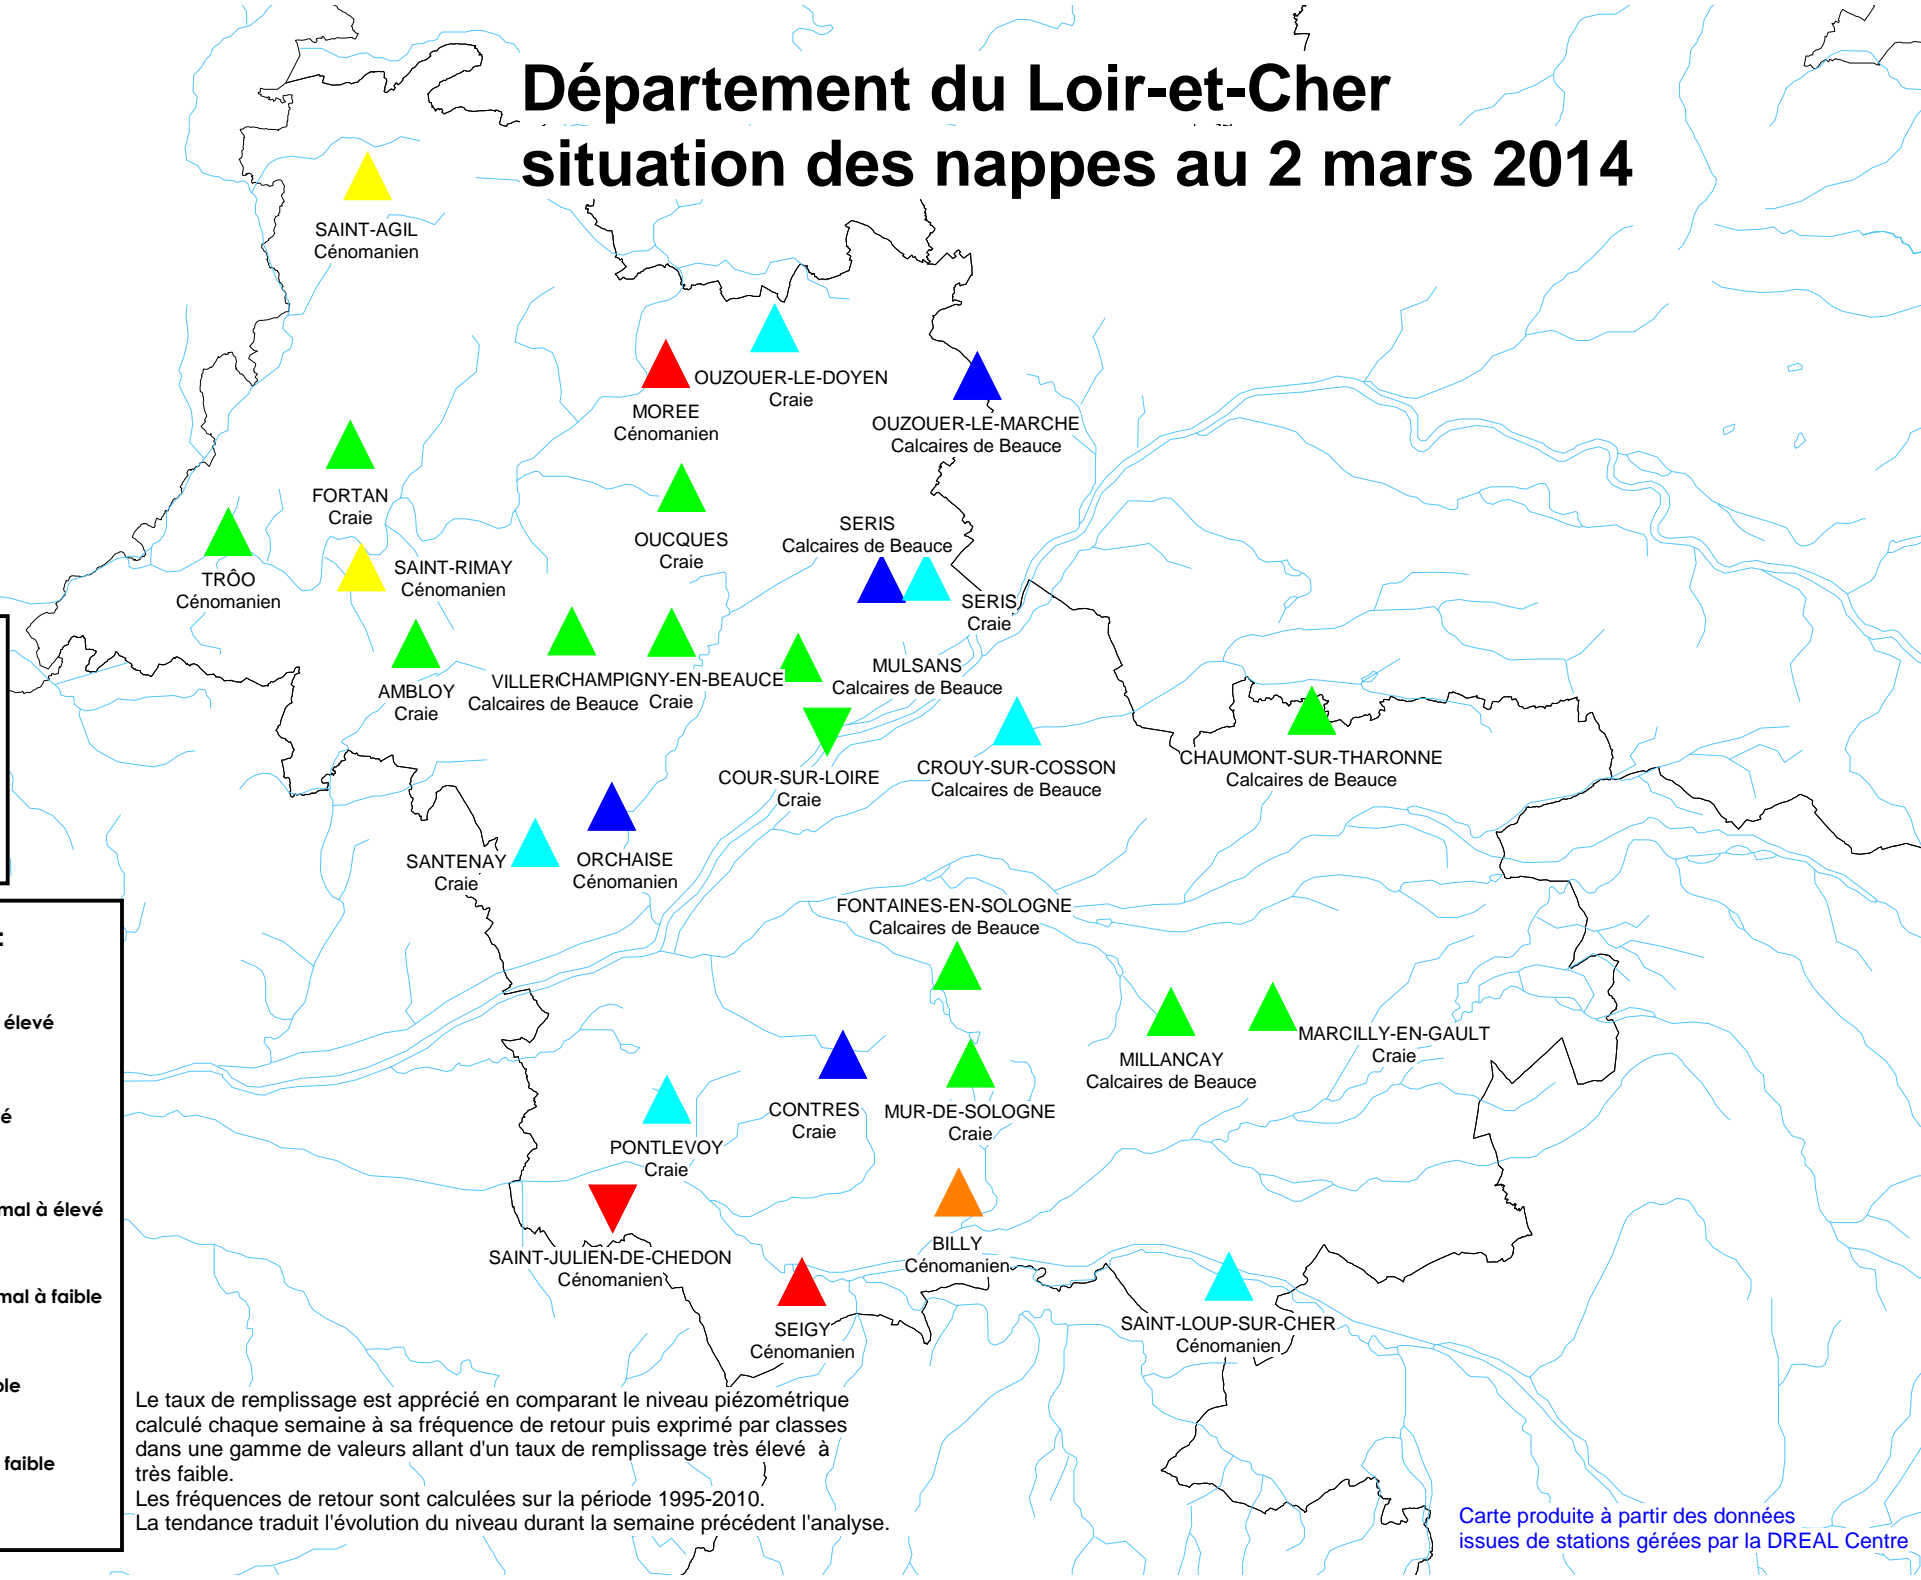 Département du Loir-et-Cher
situation des nappes au 2 mars 2014
SAINT-AGIL
Cénomanien
OUZOUER-LE-DOYEN
Craie
MOREE
Cénomanien
OUZOUER-LE-MARCHE
Calcaires de Beauce
FORTAN
Craie
OUCQUES
Craie
SERIS
Calcaires de Beauce
TRÔO
Cénomanien
SAINT-RIMAY
Cénomanien
SERIS
Craie
AMBLOY
Craie
CHAMPIGNY-EN-BEAUCE
Calcaires de Beauce
Craie
MULSANS
Calcaires de Beauce
COUR-SUR-LOIRE
Craie
CROUY-SUR-COSSON
Calcaires de Beauce
CHAUMONT-SUR-THARONNE
Calcaires de Beauce
SANTENAY
Craie
ORCHAISE
Cénomanien
FONTAINES-EN-SOLOGNE
Calcaires de Beauce
MILLANCAY
Calcaires de Beauce
MARCILLY-EN-GAULT
Craie
CONTRES
Craie
MUR-DE-SOLOGNE
Craie
PONTLEVOY
Craie
SAINT-JULIEN-DE-CHEDON
Cénomanien
BILLY
Cénomanien
SEIGY
Cénomanien
SAINT-LOUP-SUR-CHER
Cénomanien
:
élevé
mal à élevé
mal à faible
faible
Le taux de remplissage est apprécié en comparant le niveau piézométrique
calculé chaque semaine à sa fréquence de retour puis exprimé par classes
dans une gamme de valeurs allant d'un taux de remplissage très élevé à
très faible.
Les fréquences de retour sont calculées sur la période 1995-2010.
La tendance traduit l'évolution du niveau durant la semaine précédent l'analyse.
Carte produite à partir des données
issues de stations gérées par la DREAL Centre